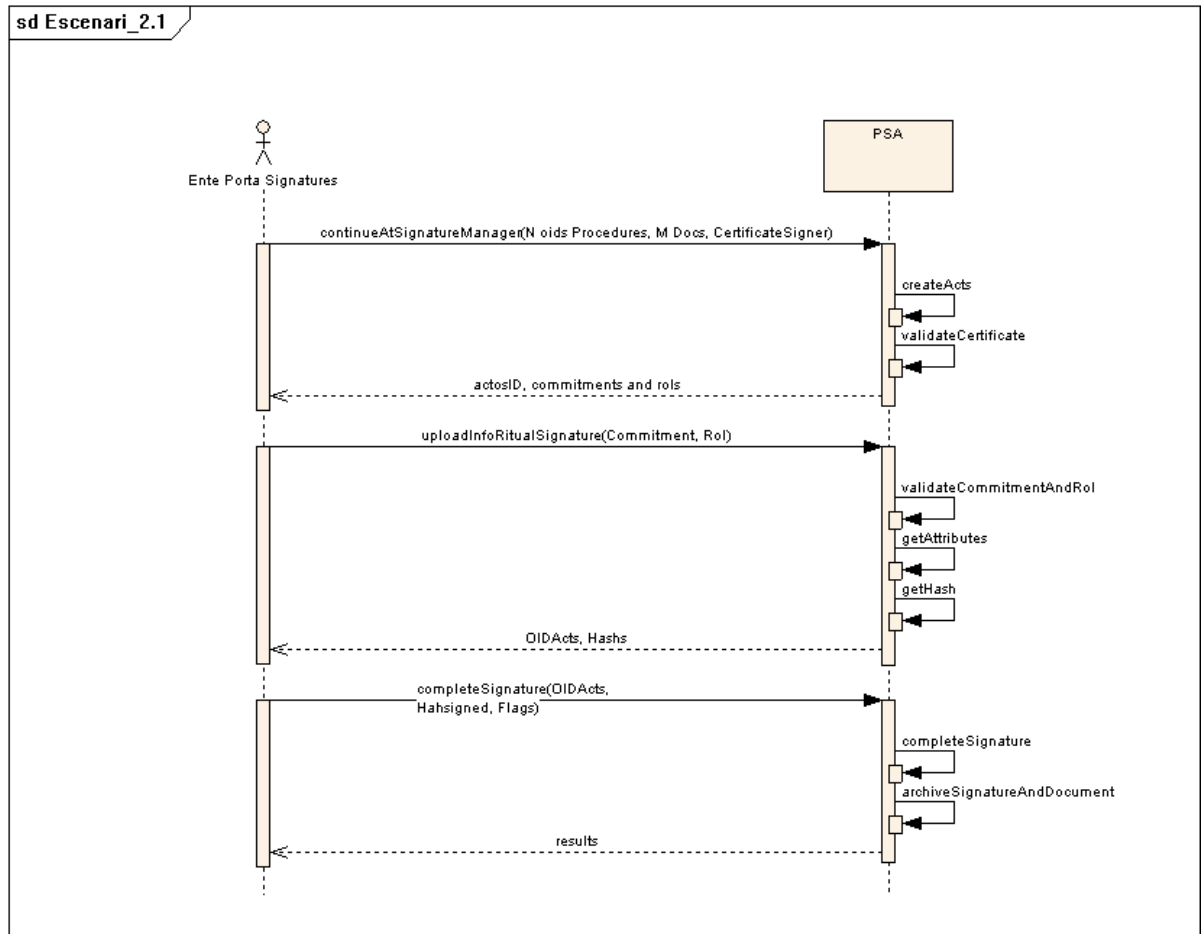 sd Escenari_2.1
Ente Porta Signatures
PSA
continueAtSignatureManager(N oids Procedures, M Docs, CertificateSigner)
createActs
validateCertificate
actosID, commitments and rols
uploadInfoRitualSignature(Commitment, Rol)
validateCommitmentAndRol
getAttributes
getHash
OIDActs, Hashs
completeSignature(OIDActs,
Hahsigned, Flags)
completeSignature
archiveSignatureAndDocument
results